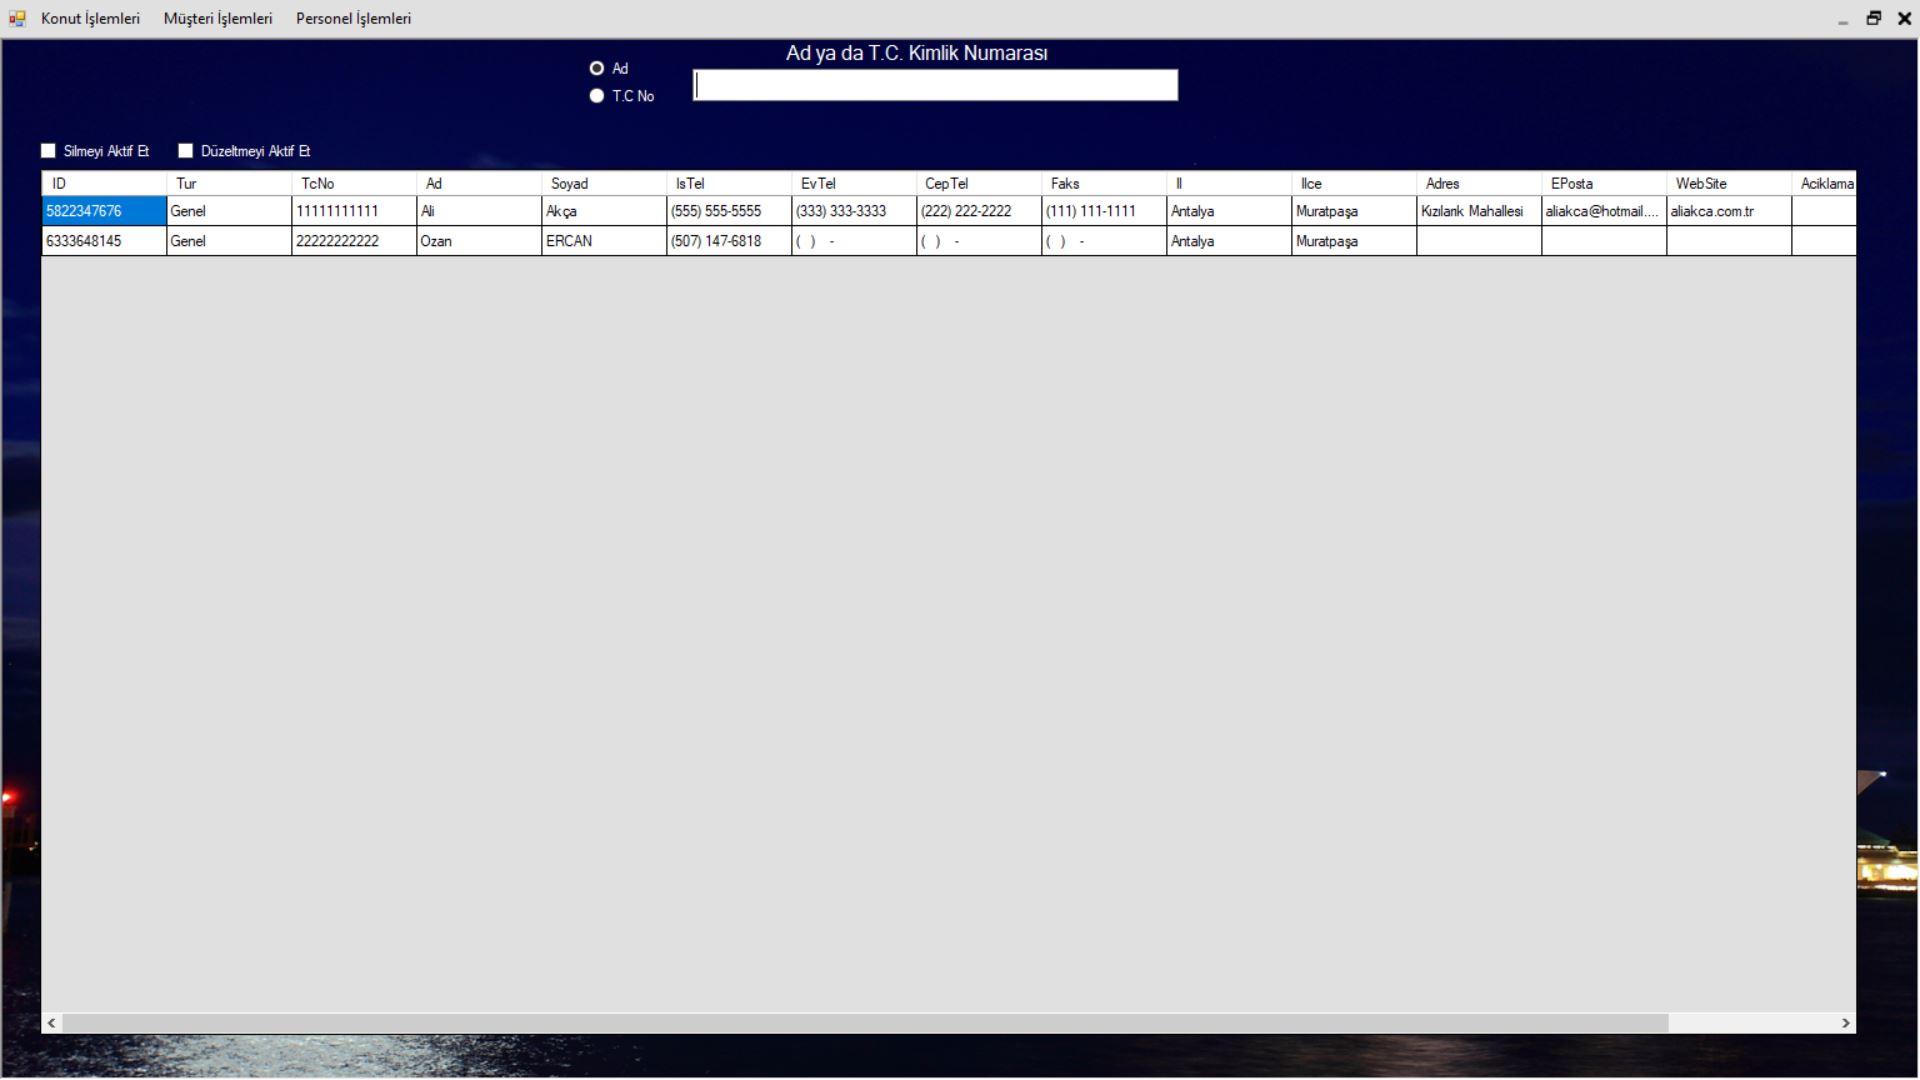 Konut İşlemleri Müşteri İşlemleri Personel İşlemleri
Ad ya da T.C. Kimlik Numarası
Ad
T.C No
Silmeyi Aktif Et Düzeltmeyi Aktif Et
ID Tur TcNo Ad Soyad IsTel EvTel CepTel Faks Il Ilce Adres EPosta WebSite Aciklama
5822347676 Genel 11111111111 Ali Akça (555) 555-5555 (333) 333-3333 (222) 222-2222 (111) 111-1111 Antalya Muratpaşa Kızılarık Mahallesi aliakca@hotmail.... aliakca.com.tr
6333648145 Genel 22222222222 Ozan ERCAN (507) 147-6818 ( ) - ( ) - ( ) - Antalya Muratpaşa